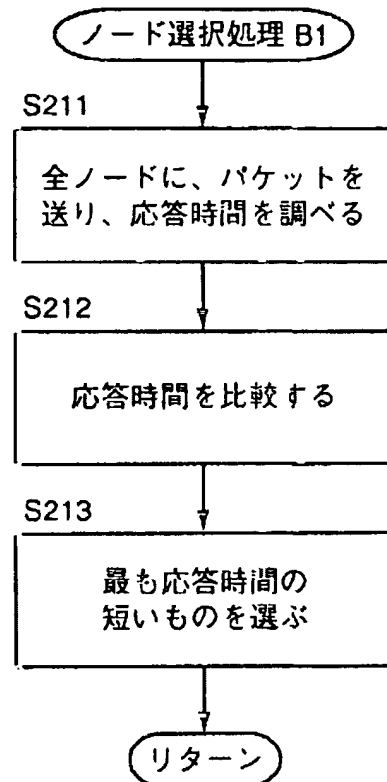 ノード選択処理 B1
S211
全ノードに、パケットを
送り、応答時間を調べる
S212
応答時間を比較する
S213
最も応答時間の
短いものを選ぶ
リターン